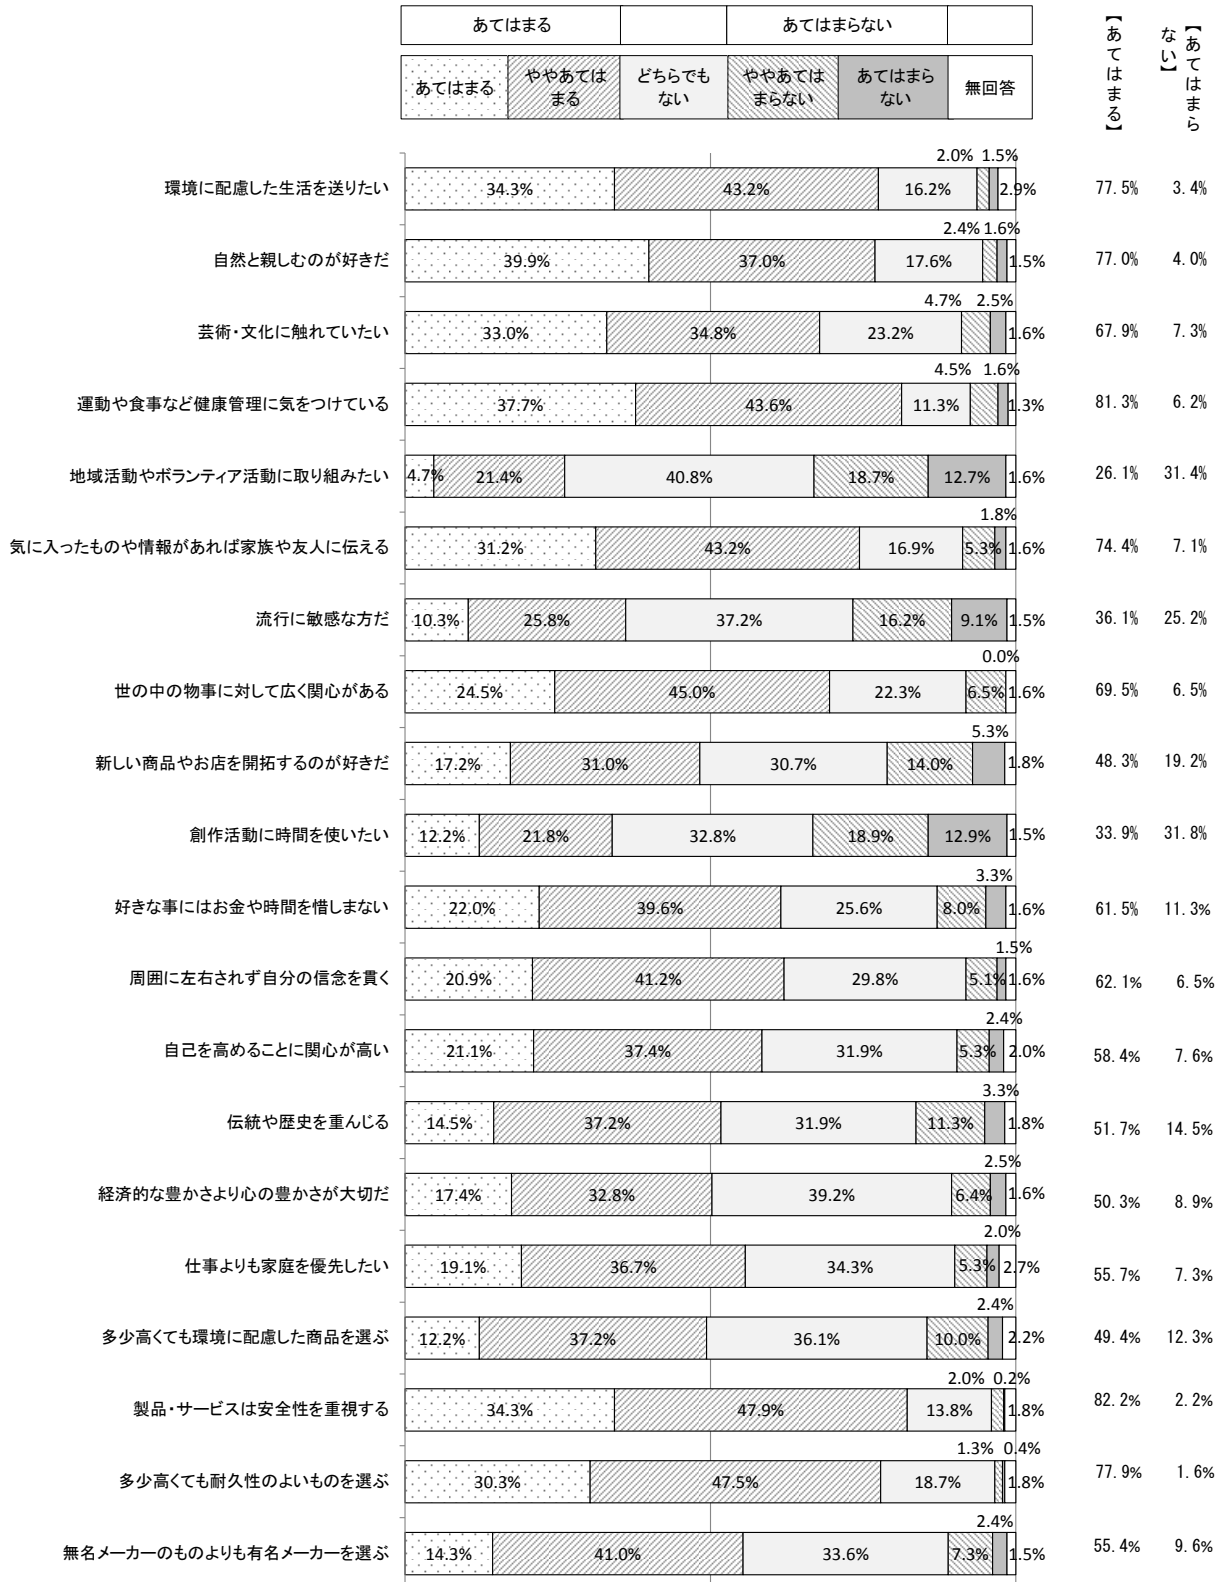 あてはまる あてはまらない 【あてはまる】 【あてはまらない】
あてはまる ややあてはまる どちらでもない ややあてはまらない あてはまらない 無回答
2.0% 1.5%
環境に配慮した生活を送りたい 34.3% 43.2% 16.2% 2.9% 77.5% 3.4%
2.4% 1.6%
自然と親しむのが好きだ 39.9% 37.0% 17.6% 1.5% 77.0% 4.0%
4.7% 2.5%
芸術・文化に触れていたい 33.0% 34.8% 23.2% 1.6% 67.9% 7.3%
4.5% 1.6%
運動や食事など健康管理に気をつけている 37.7% 43.6% 11.3% 1.3% 81.3% 6.2%
地域活動やボランティア活動に取り組みたい 4.7% 21.4% 40.8% 18.7% 12.7% 1.6% 26.1% 31.4%
1.8%
気に入ったものや情報があれば家族や友人に伝える 31.2% 43.2% 16.9% 5.3% 1.6% 74.4% 7.1%
流行に敏感な方だ 10.3% 25.8% 37.2% 16.2% 9.1% 1.5% 36.1% 25.2%
0.0%
世の中の物事に対して広く関心がある 24.5% 45.0% 22.3% 6.5% 1.6% 69.5% 6.5%
5.3%
新しい商品やお店を開拓するのが好きだ 17.2% 31.0% 30.7% 14.0% 1.8% 48.3% 19.2%
創作活動に時間を使いたい 12.2% 21.8% 32.8% 18.9% 12.9% 1.5% 33.9% 31.8%
3.3%
好きな事にはお金や時間を惜しまない 22.0% 39.6% 25.6% 8.0% 1.6% 61.5% 11.3%
1.5%
周囲に左右されず自分の信念を貫く 20.9% 41.2% 29.8% 5.1% 1.6% 62.1% 6.5%
2.4%
自己を高めることに関心が高い 21.1% 37.4% 31.9% 5.3% 2.0% 58.4% 7.6%
3.3%
伝統や歴史を重んじる 14.5% 37.2% 31.9% 11.3% 1.8% 51.7% 14.5%
2.5%
経済的な豊かさより心の豊かさが大切だ 17.4% 32.8% 39.2% 6.4% 1.6% 50.3% 8.9%
2.0%
仕事よりも家庭を優先したい 19.1% 36.7% 34.3% 5.3% 2.7% 55.7% 7.3%
2.4%
多少高くても環境に配慮した商品を選ぶ 12.2% 37.2% 36.1% 10.0% 2.2% 49.4% 12.3%
2.0% 0.2%
製品・サービスは安全性を重視する 34.3% 47.9% 13.8% 1.8% 82.2% 2.2%
1.3% 0.4%
多少高くても耐久性のよいものを選ぶ 30.3% 47.5% 18.7% 1.8% 77.9% 1.6%
2.4%
無名メーカーのものよりも有名メーカーを選ぶ 14.3% 41.0% 33.6% 7.3% 1.5% 55.4% 9.6%